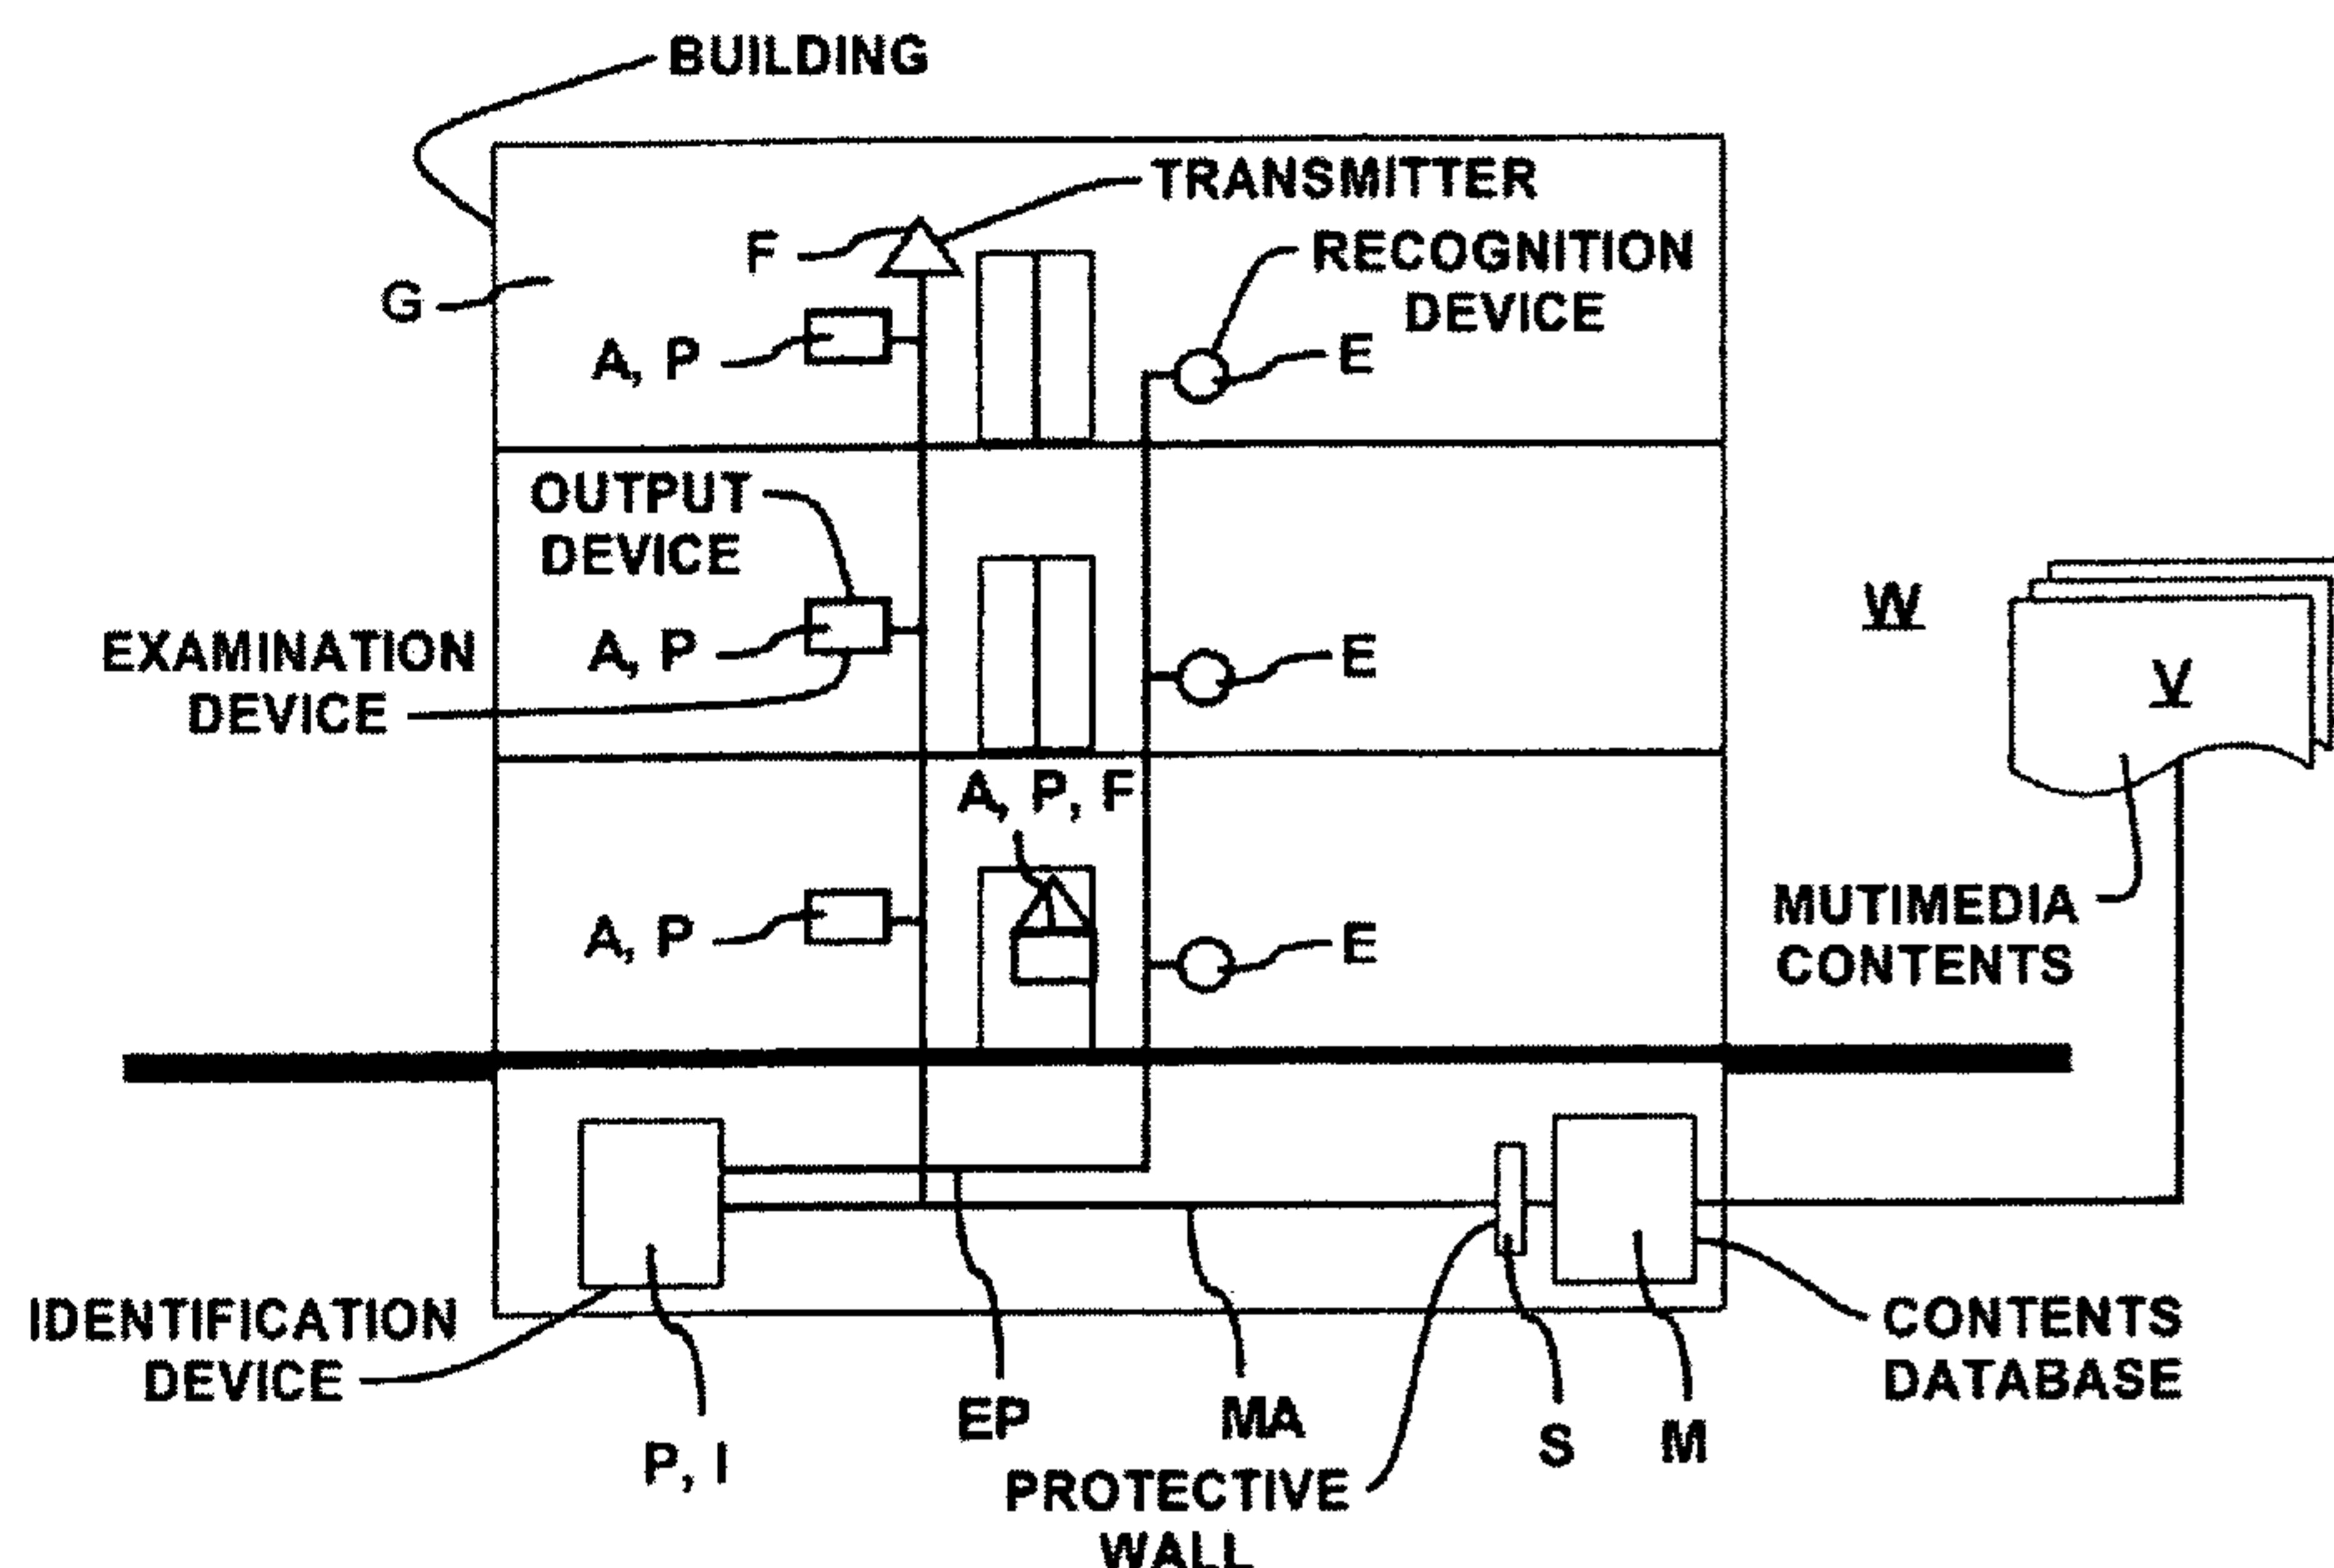 BUILDING
TRANSMITTER
F
RECOGNITION
DEVICE
G
A, P
E
OUTPUT
DEVICE
W
EXAMINATION
DEVICE
A, P
E
V
A, P, F
MUTIMEDIA
CONTENTS
A, P
E
IDENTIFICATION
DEVICE
CONTENTS
DATABASE
EP
MA
S
M
P, I
PROTECTIVE
WALL